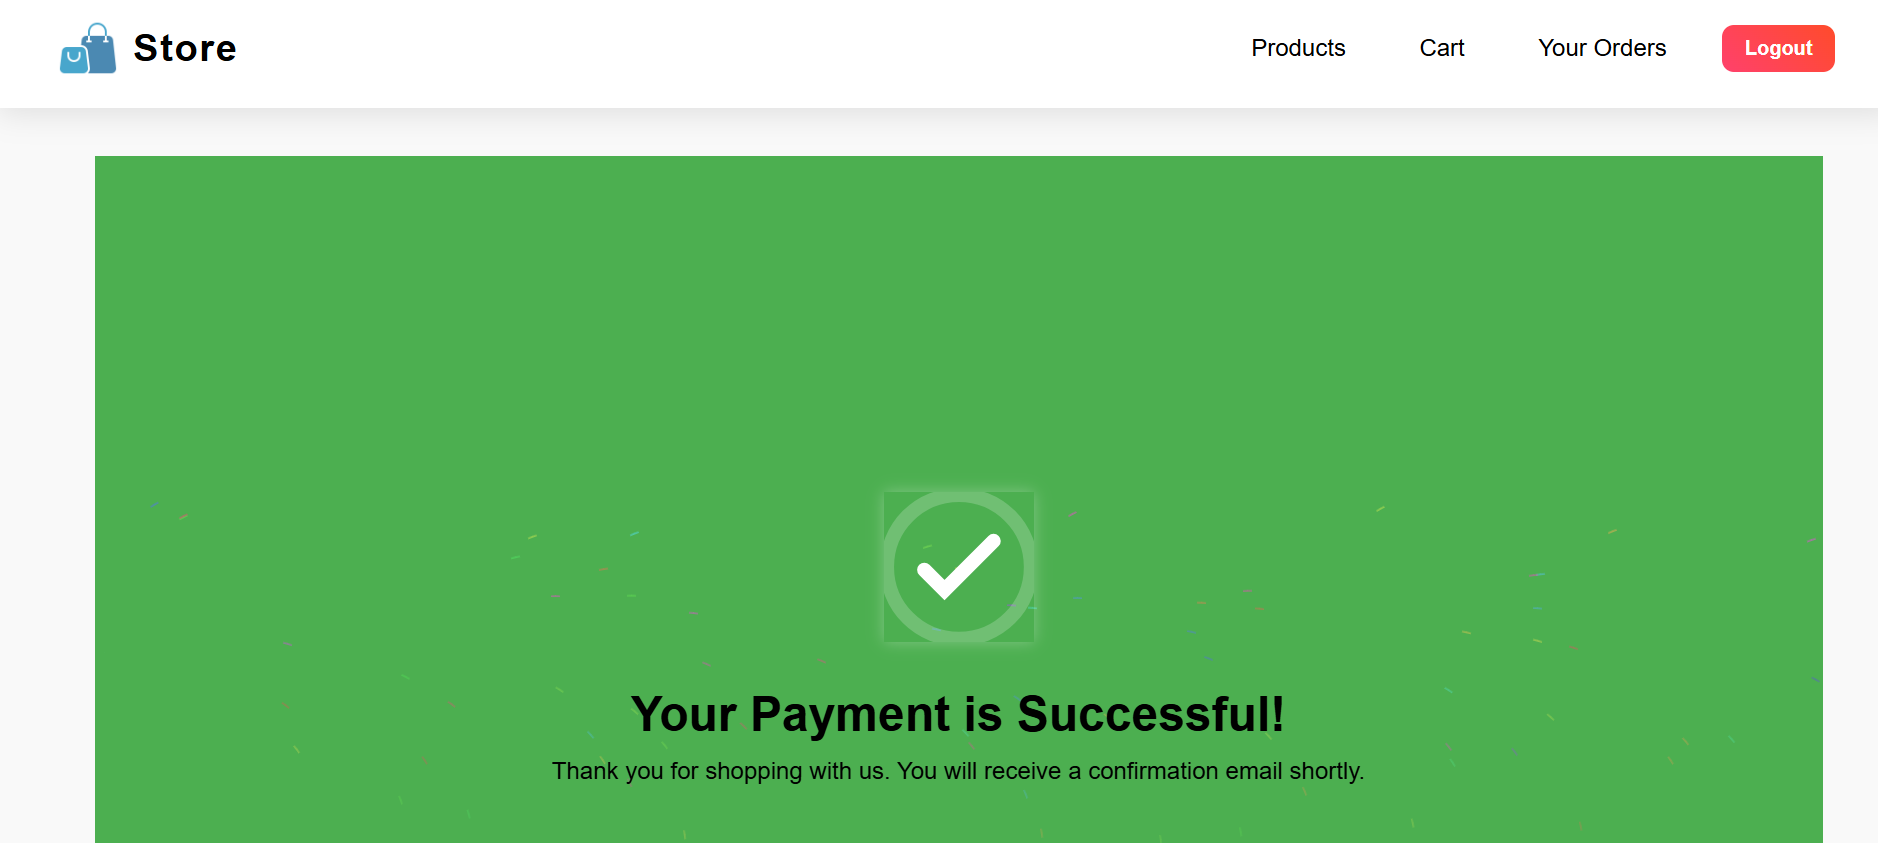 Store
Products
Cart
Your Orders
Logout
Your Payment is Successful!
Thank you for shopping with us. You will receive a confirmation email shortly.